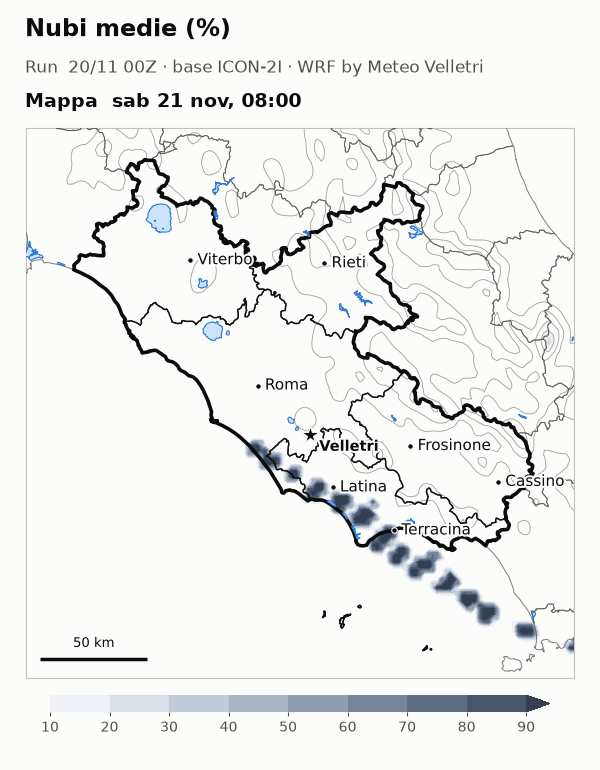 Nubi medie (%)
Run  20/11 00Z · base ICON-2I · WRF by Meteo Velletri
Mappa  sab 21 nov, 08:00
Viterbo
Rieti
Roma
Velletri
Frosinone
Latina
Cassino
Terracina
50 km
10 20 30 40 50 60 70 80 90